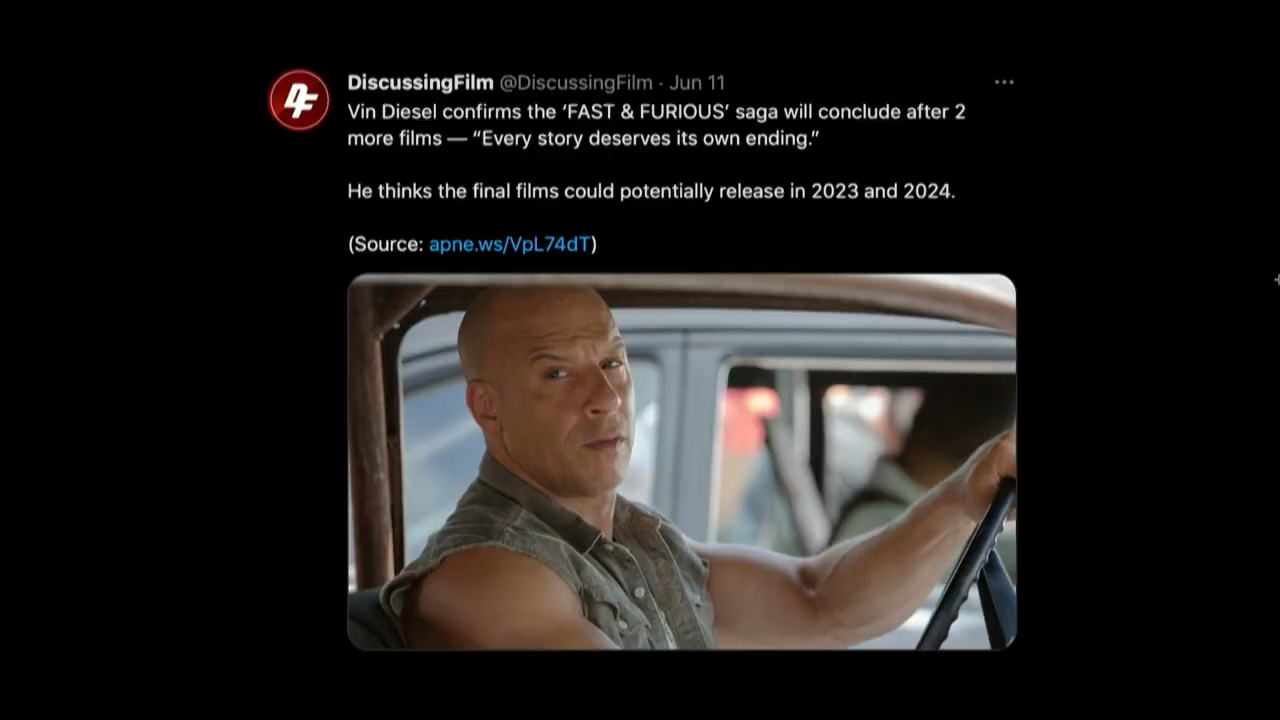 DiscussingFilm @DiscussingFilm · Jun 11
Vin Diesel confirms the ‘FAST & FURIOUS’ saga will conclude after 2
more films — “Every story deserves its own ending.”
He thinks the final films could potentially release in 2023 and 2024.
(Source: apne.ws/VpL74dT)